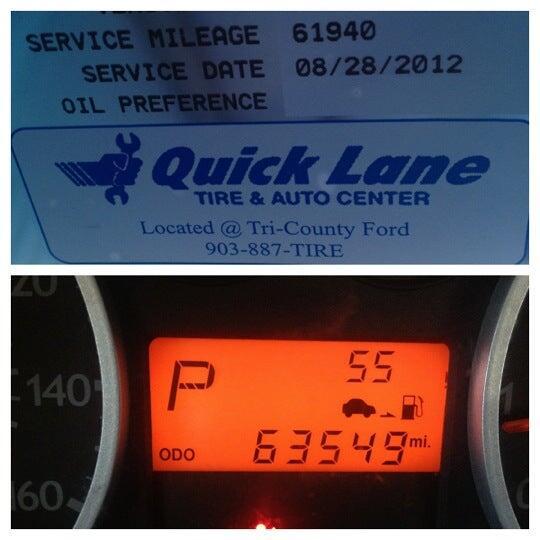 SERVICE MILEAGE 61940
SERVICE DATE 08/28/2012
OIL PREFERENCE
Quick Lane
TIRE & AUTO CENTER
Located @ Tri-County Ford
903-887-TIRE
20
140
160
P 55
ODO 63549 mi.